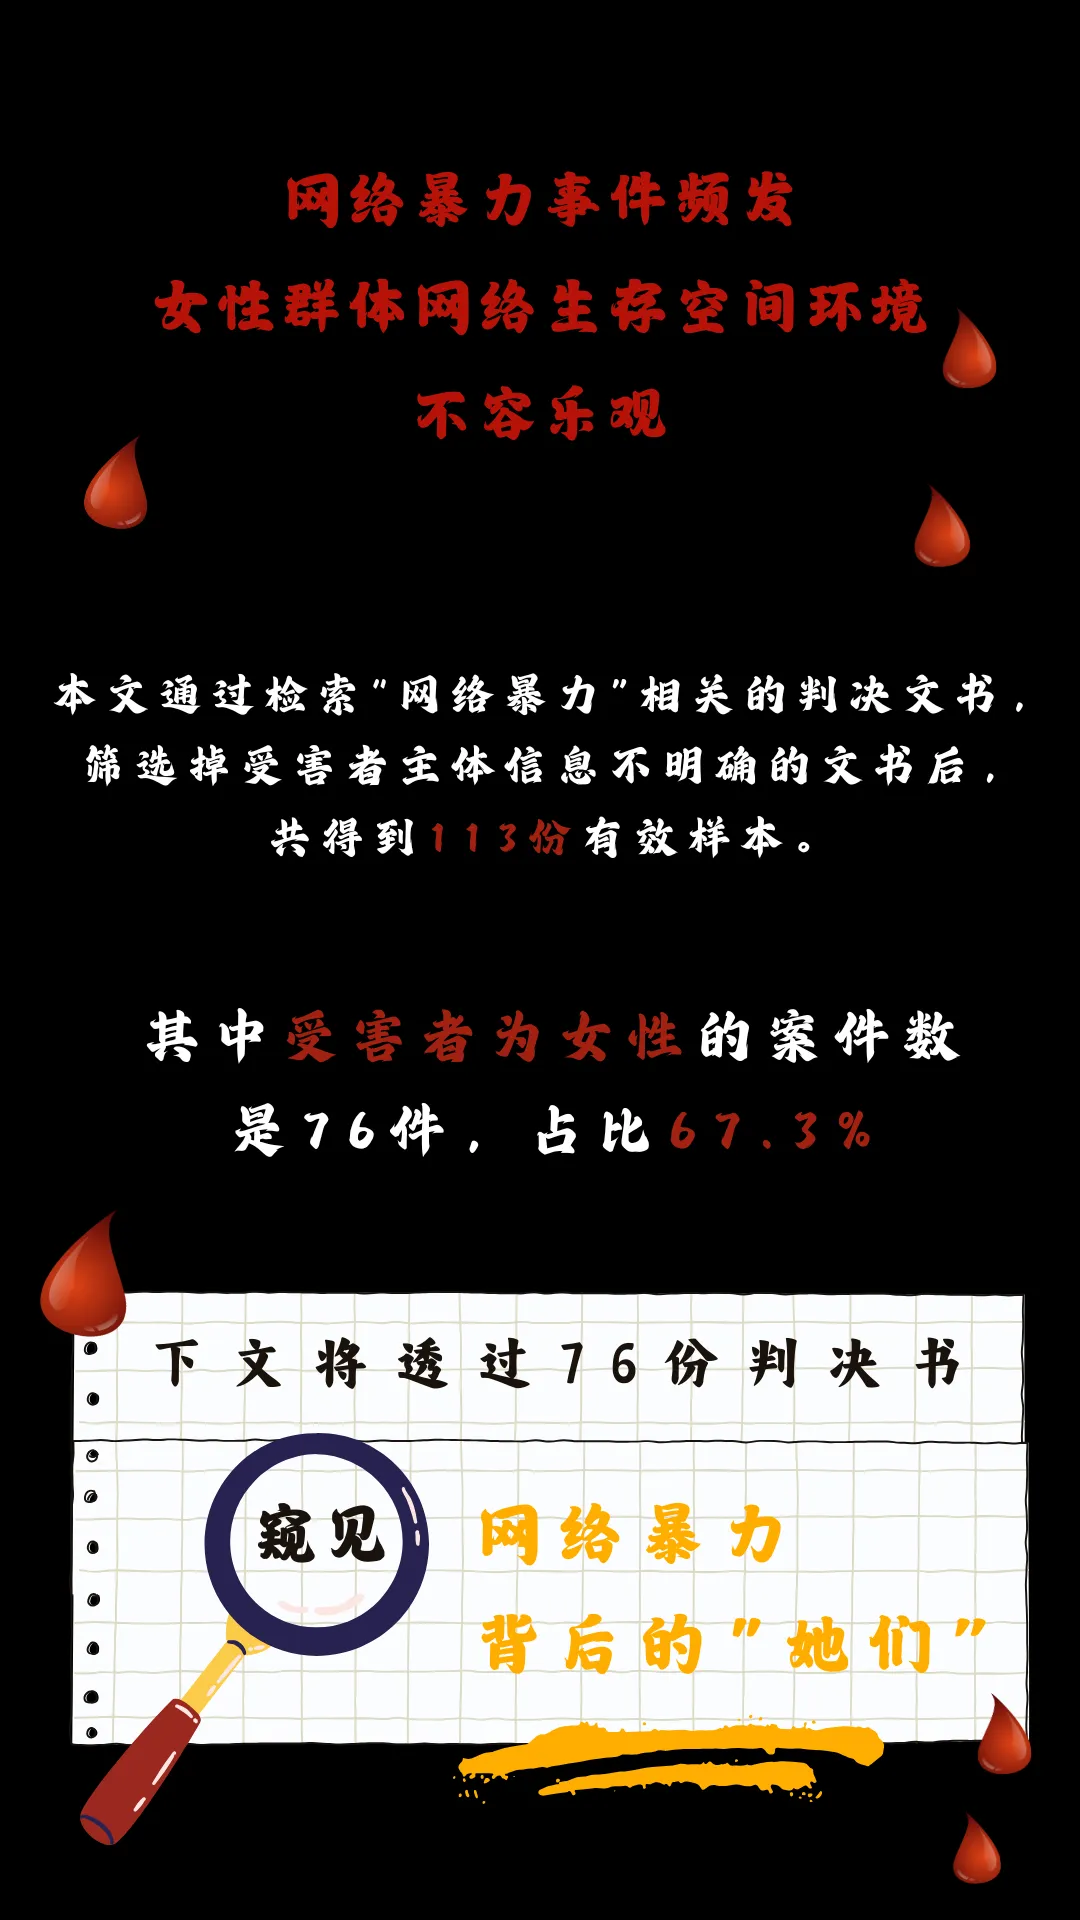 网络暴力事件频发
女性群体网络生存空间环境
不容乐观
本文通过检索"网络暴力"相关的判决文书，
筛选掉受害者主体信息不明确的文书后，
共得到113份有效样本。
其中受害者为女性的案件数
是76件，占比67.3%
下文将透过76份判决书
窥见 网络暴力
背后的"她们"